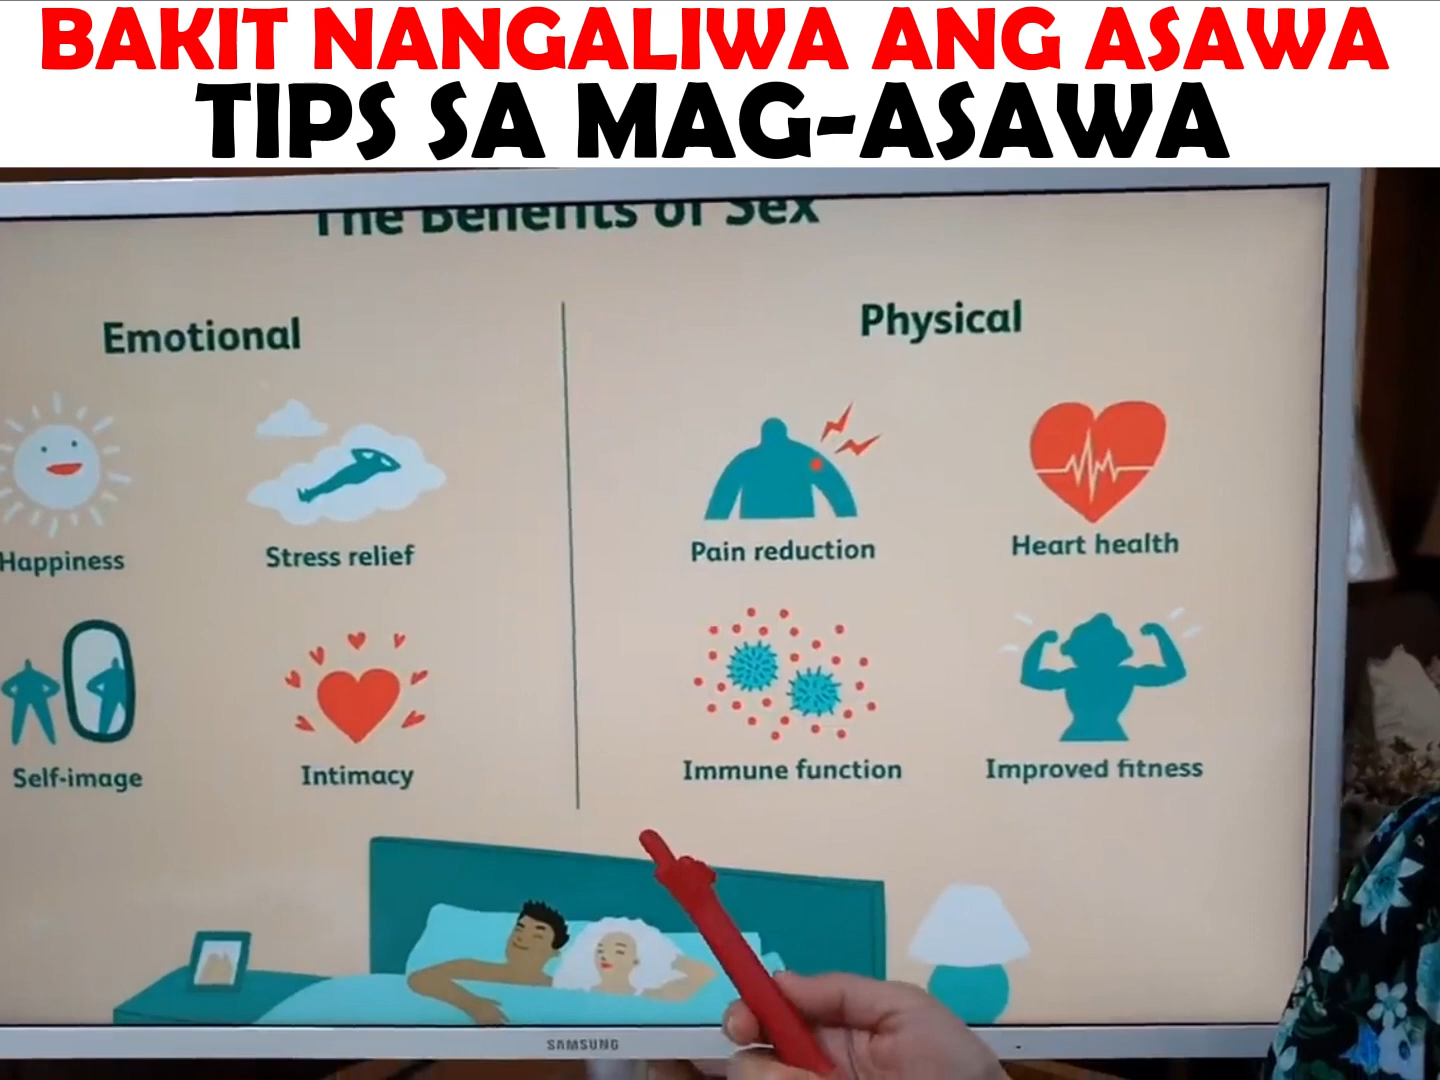 BAKIT NANGALIWA ANG ASAWA
TIPS SA MAG-ASAWA
The Benefits of Sex
Emotional
Physical
Happiness
Stress relief
Pain reduction
Heart health
Self-image
Intimacy
Immune function
Improved fitness
SAMSUNG